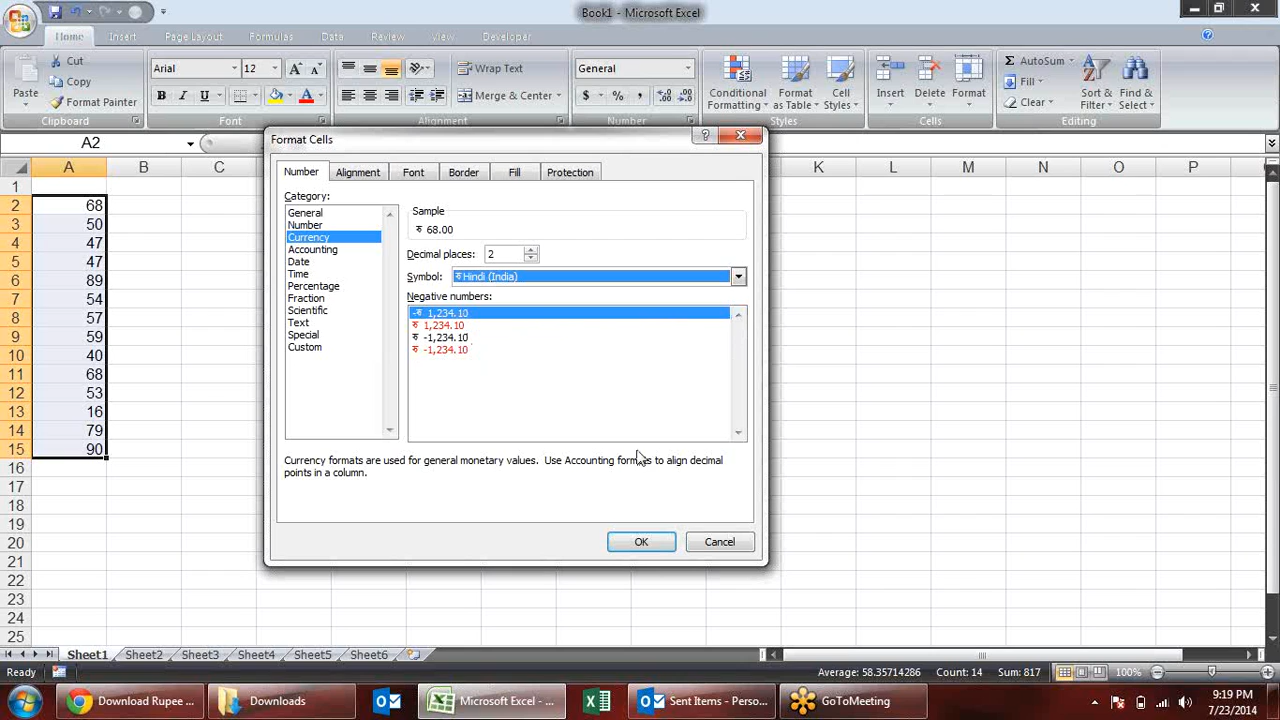 Book1 - Microsoft Excel
Home Insert Page Layout Formulas Data Review View Developer
Cut
Copy
Format Painter
Paste
Clipboard
Arial 12
B I U
Font
Wrap Text
Merge & Center
Alignment
General
$ % ,
Number
Conditional Formatting
Format as Table
Cell Styles
Styles
Insert
Delete
Format
Cells
AutoSum
Fill
Clear
Sort & Filter
Find & Select
Editing
A2
A B C K L M N O P
1
2 68
3 50
4 47
5 47
6 89
7 54
8 57
9 59
10 40
11 68
12 53
13 16
14 79
15 90
16
17
18
19
20
21
22
23
24
25
Format Cells
Number Alignment Font Border Fill Protection
Category:
General
Number
Currency
Accounting
Date
Time
Percentage
Fraction
Scientific
Text
Special
Custom
Sample
रु 68.00
Decimal places: 2
Symbol: रु Hindi (India)
Negative numbers:
-रु 1,234.10
रु 1,234.10
रु -1,234.10
रु -1,234.10
Currency formats are used for general monetary values. Use Accounting formats to align decimal
points in a column.
OK Cancel
Sheet1 Sheet2 Sheet3 Sheet4 Sheet5 Sheet6
Ready Average: 58.35714286 Count: 14 Sum: 817 100%
Download Rupee ... Downloads Microsoft Excel - ... Sent Items - Perso... GoToMeeting
9:19 PM
7/23/2014